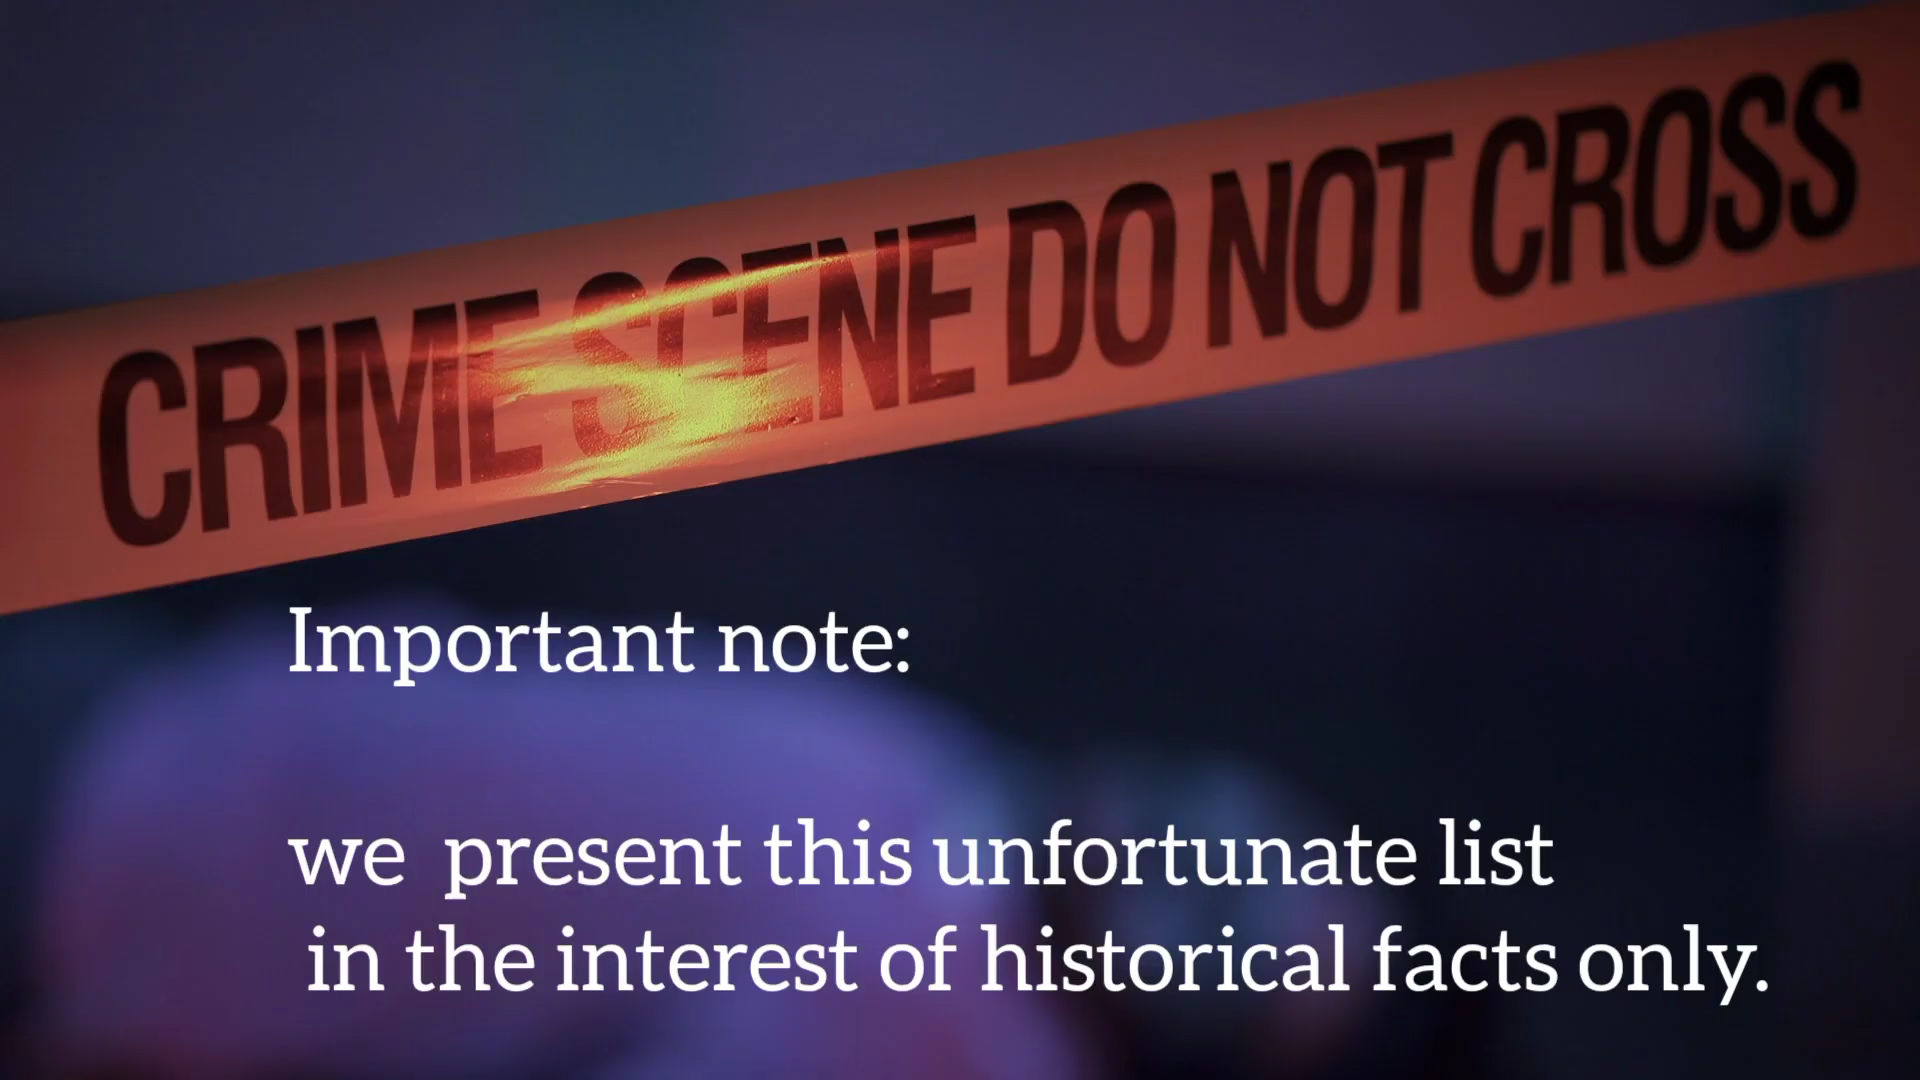 CRIME SCENE DO NOT CROSS
Important note:
we present this unfortunate list
in the interest of historical facts only.